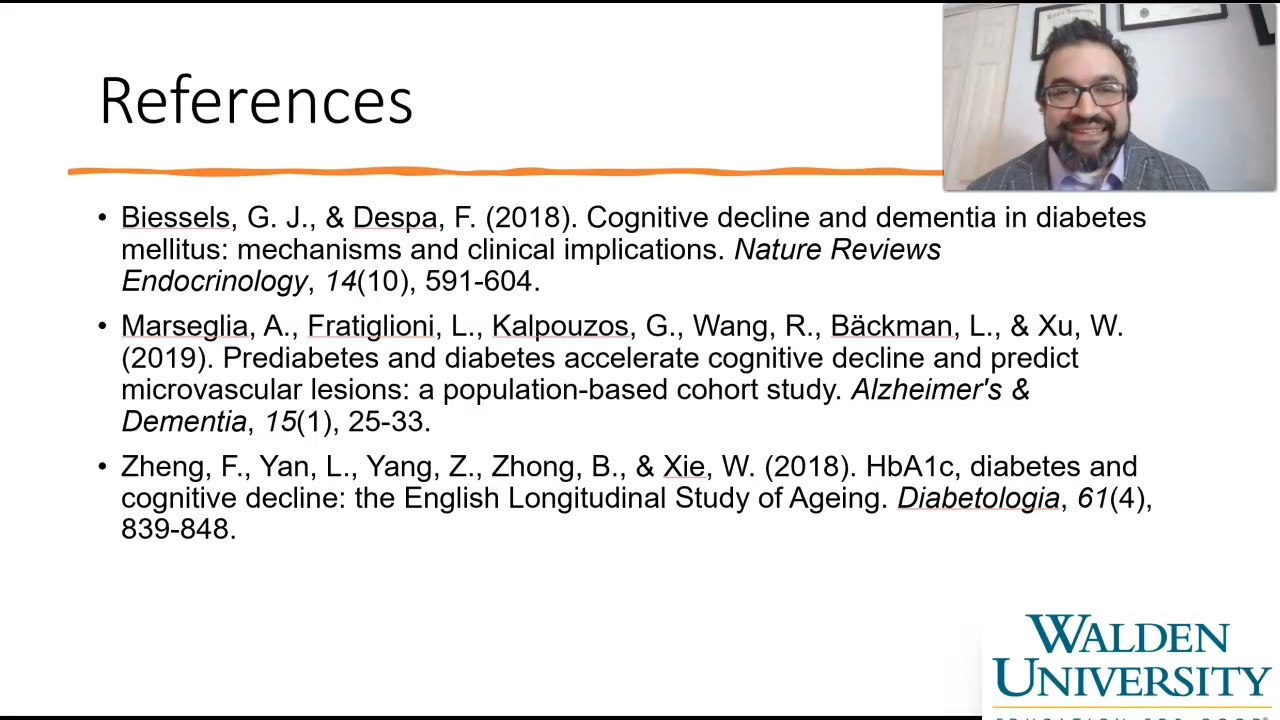 References
• Biessels, G. J., & Despa, F. (2018). Cognitive decline and dementia in diabetes
mellitus: mechanisms and clinical implications. Nature Reviews
Endocrinology, 14(10), 591-604.
• Marseglia, A., Fratiglioni, L., Kalpouzos, G., Wang, R., Bäckman, L., & Xu, W.
(2019). Prediabetes and diabetes accelerate cognitive decline and predict
microvascular lesions: a population-based cohort study. Alzheimer's &
Dementia, 15(1), 25-33.
• Zheng, F., Yan, L., Yang, Z., Zhong, B., & Xie, W. (2018). HbA1c, diabetes and
cognitive decline: the English Longitudinal Study of Ageing. Diabetologia, 61(4),
839-848.
WALDEN
UNIVERSITY